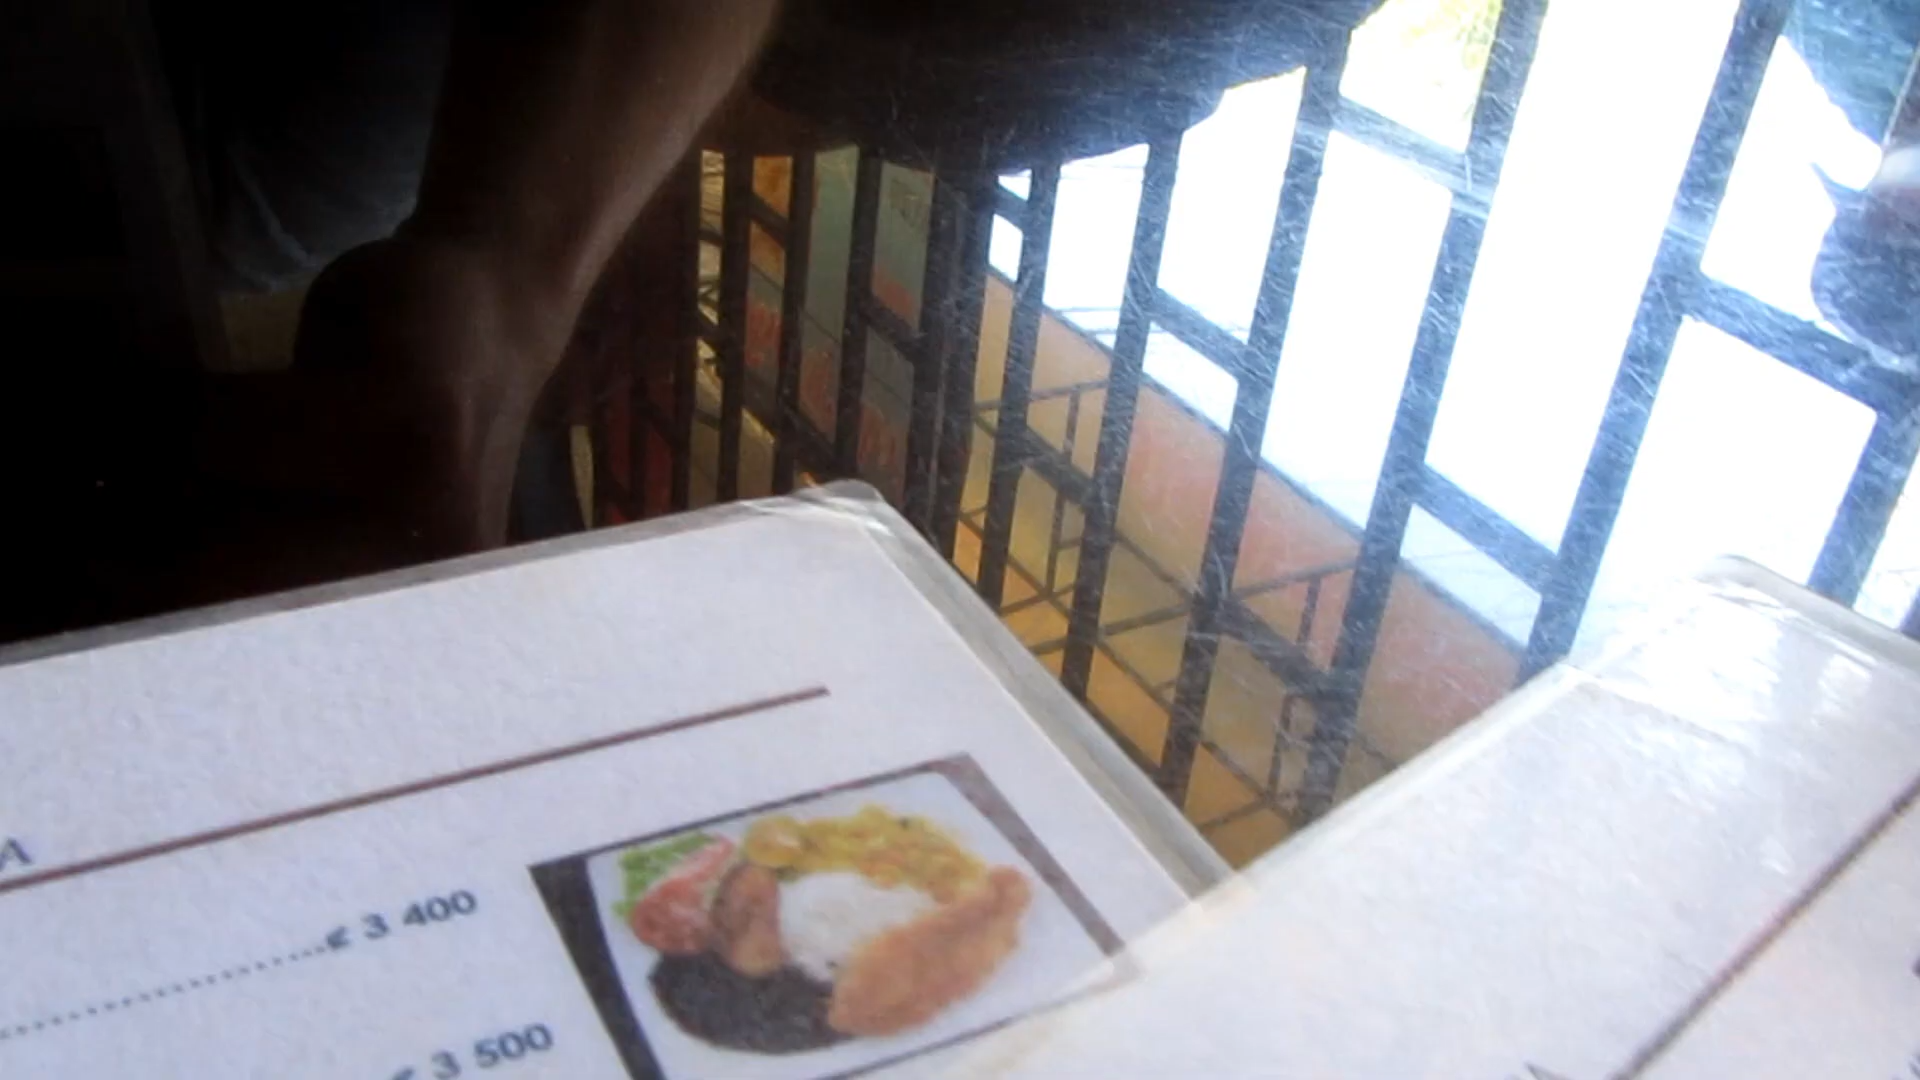 A
........................₡ 3 400
₡ 3 500